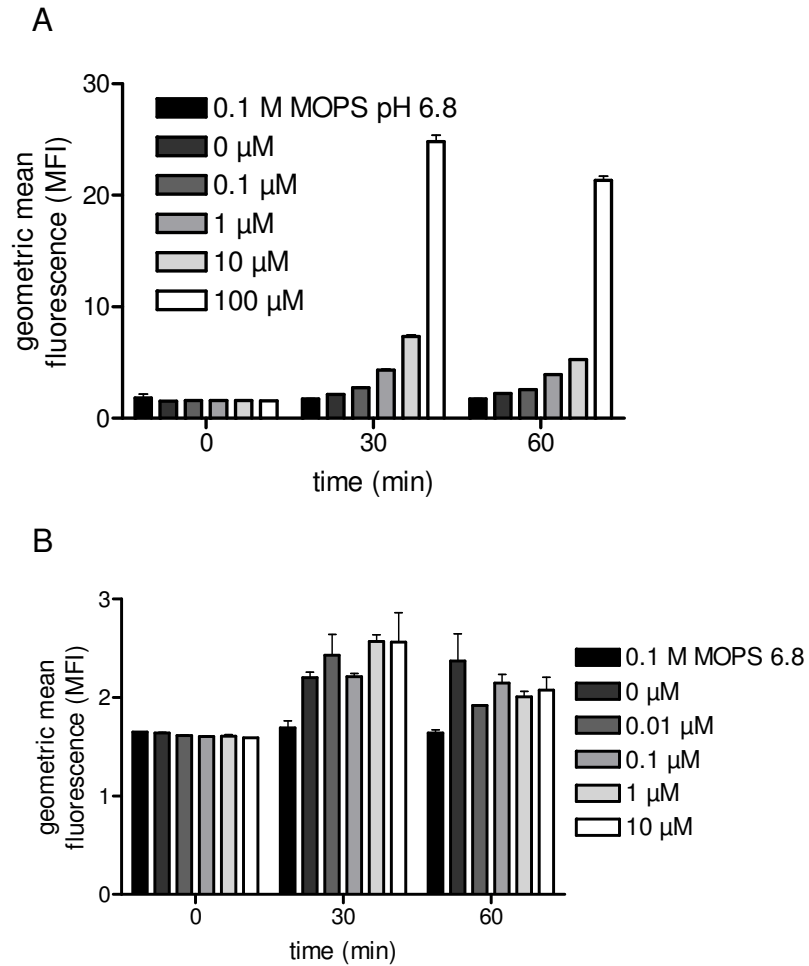 A
30
20
10
0
geometric mean
fluorescence (MFI)
0.1 M MOPS pH 6.8
0 µM
0.1 µM
1 µM
10 µM
100 µM
0
30
60
time (min)
B
3
2
1
0
geometric mean
fluorescence (MFI)
0.1 M MOPS 6.8
0 µM
0.01 µM
0.1 µM
1 µM
10 µM
0
30
60
time (min)